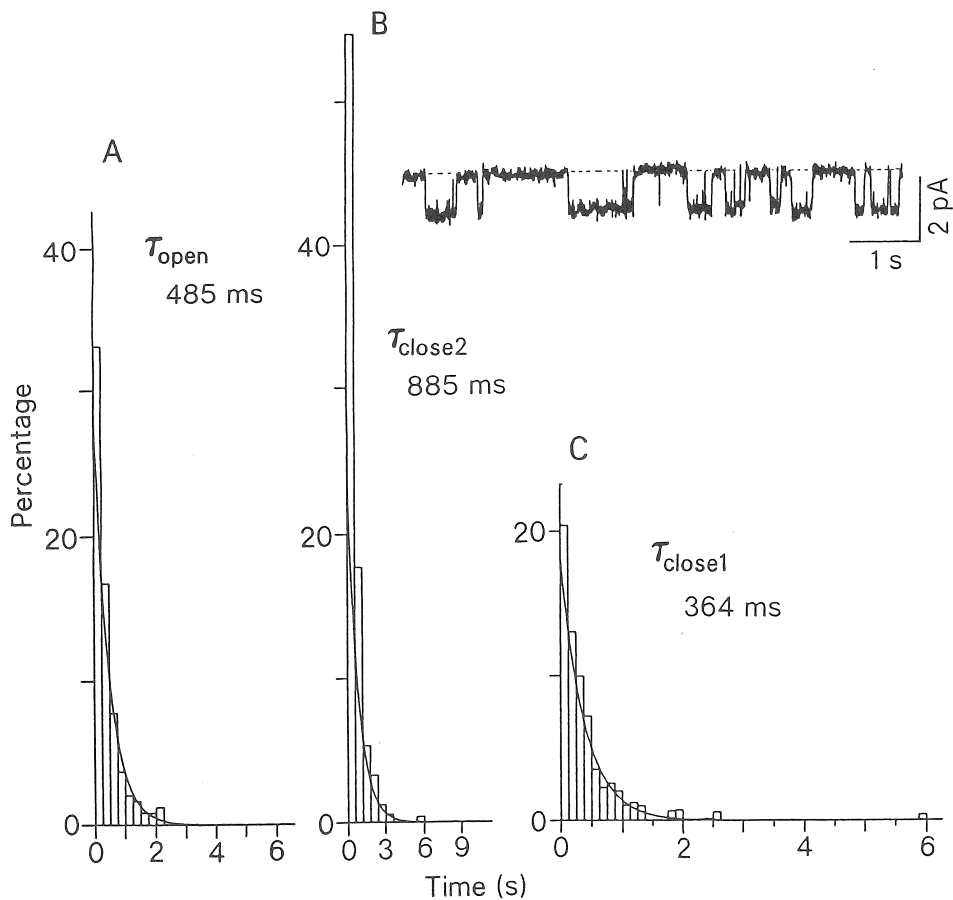 B
A
τopen
485 ms
2 pA
1 s
τclose2
885 ms
C
τclose1
364 ms
Percentage
40
20
0
40
20
0
20
0
0 2 4 6
0 3 6 9
0 2 4 6
Time (s)